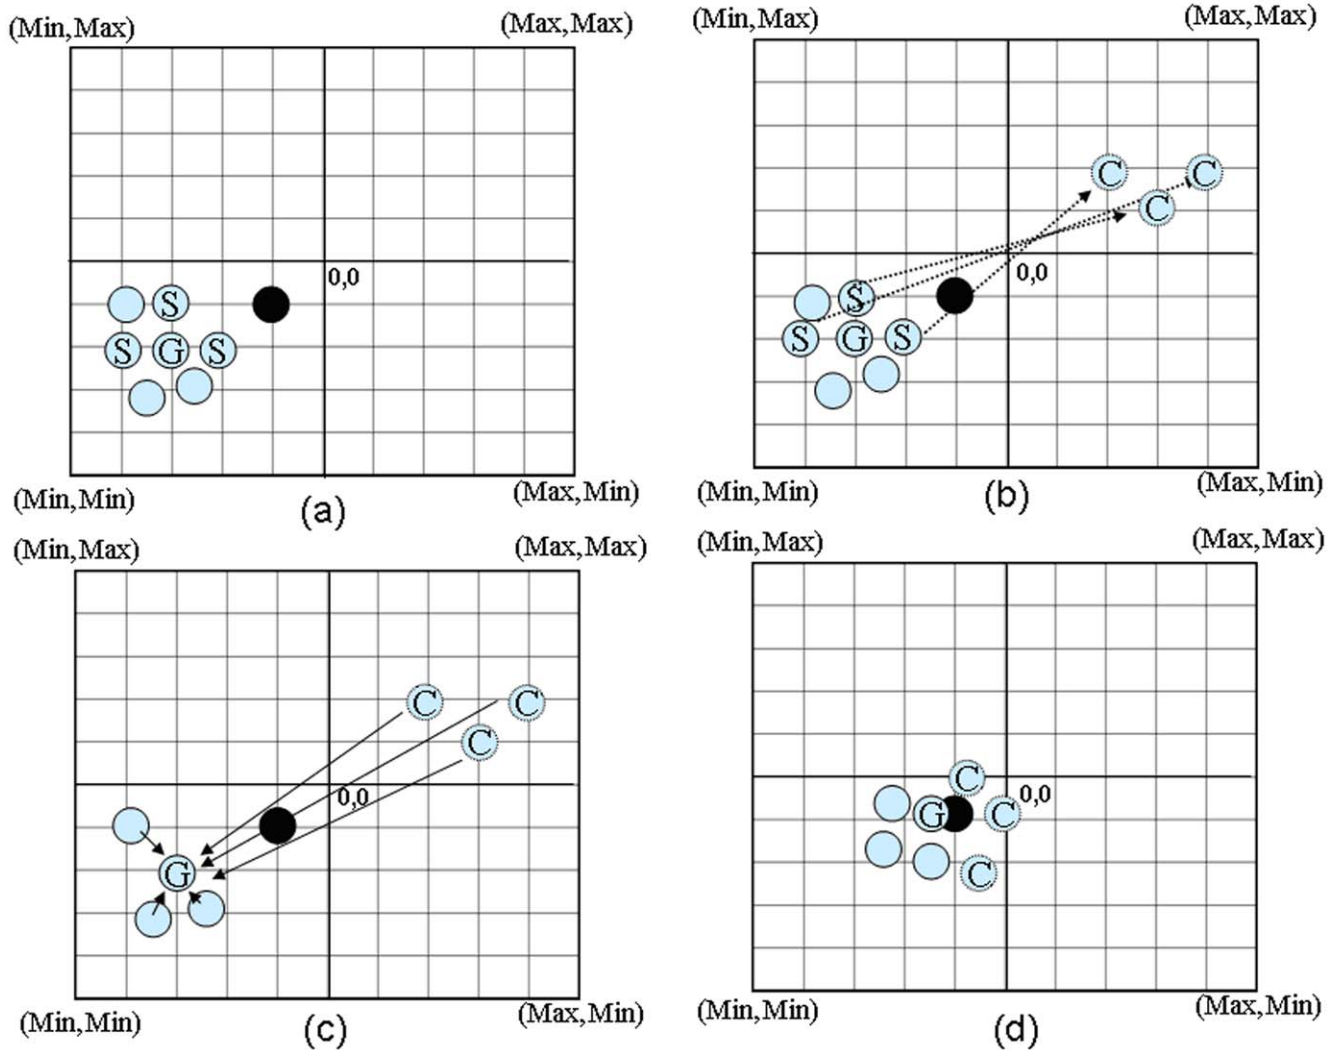 (Min,Max) (Max,Max)
0,0
S
S G S
(Min,Min) (Max,Min)
(a)
(Min,Max) (Max,Max)
C C
C
0,0
S
S G S
(Min,Min) (Max,Min)
(b)
(Min,Max) (Max,Max)
C C
C
0,0
G
(Min,Min) (Max,Min)
(c)
(Min,Max) (Max,Max)
C
0,0
G C
C
(Min,Min) (Max,Min)
(d)